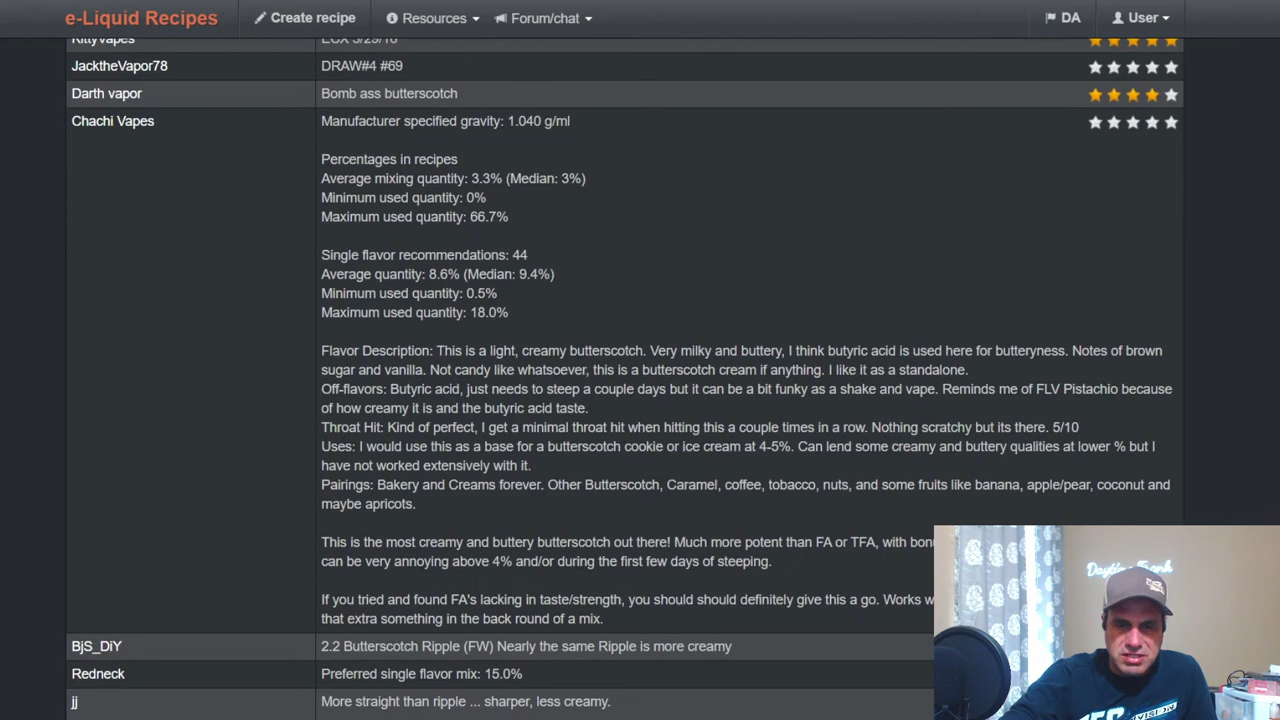 e-Liquid Recipes Create recipe Resources Forum/chat DA User
KittyVapes ECX 5/29/16
JacktheVapor78 DRAW#4 #69
Darth vapor Bomb ass butterscotch
Chachi Vapes Manufacturer specified gravity: 1.040 g/ml
Percentages in recipes
Average mixing quantity: 3.3% (Median: 3%)
Minimum used quantity: 0%
Maximum used quantity: 66.7%
Single flavor recommendations: 44
Average quantity: 8.6% (Median: 9.4%)
Minimum used quantity: 0.5%
Maximum used quantity: 18.0%
Flavor Description: This is a light, creamy butterscotch. Very milky and buttery, I think butyric acid is used here for butteryness. Notes of brown
sugar and vanilla. Not candy like whatsoever, this is a butterscotch cream if anything. I like it as a standalone.
Off-flavors: Butyric acid, just needs to steep a couple days but it can be a bit funky as a shake and vape. Reminds me of FLV Pistachio because
of how creamy it is and the butyric acid taste.
Throat Hit: Kind of perfect, I get a minimal throat hit when hitting this a couple times in a row. Nothing scratchy but its there. 5/10
Uses: I would use this as a base for a butterscotch cookie or ice cream at 4-5%. Can lend some creamy and buttery qualities at lower % but I
have not worked extensively with it.
Pairings: Bakery and Creams forever. Other Butterscotch, Caramel, coffee, tobacco, nuts, and some fruits like banana, apple/pear, coconut and
maybe apricots.
This is the most creamy and buttery butterscotch out there! Much more potent than FA or TFA, with
can be very annoying above 4% and/or during the first few days of steeping.
If you tried and found FA's lacking in taste/strength, you should should definitely give this a go. Works
that extra something in the back round of a mix.
BjS_DiY 2.2 Butterscotch Ripple (FW) Nearly the same Ripple is more creamy
Redneck Preferred single flavor mix: 15.0%
jj More straight than ripple ... sharper, less creamy.